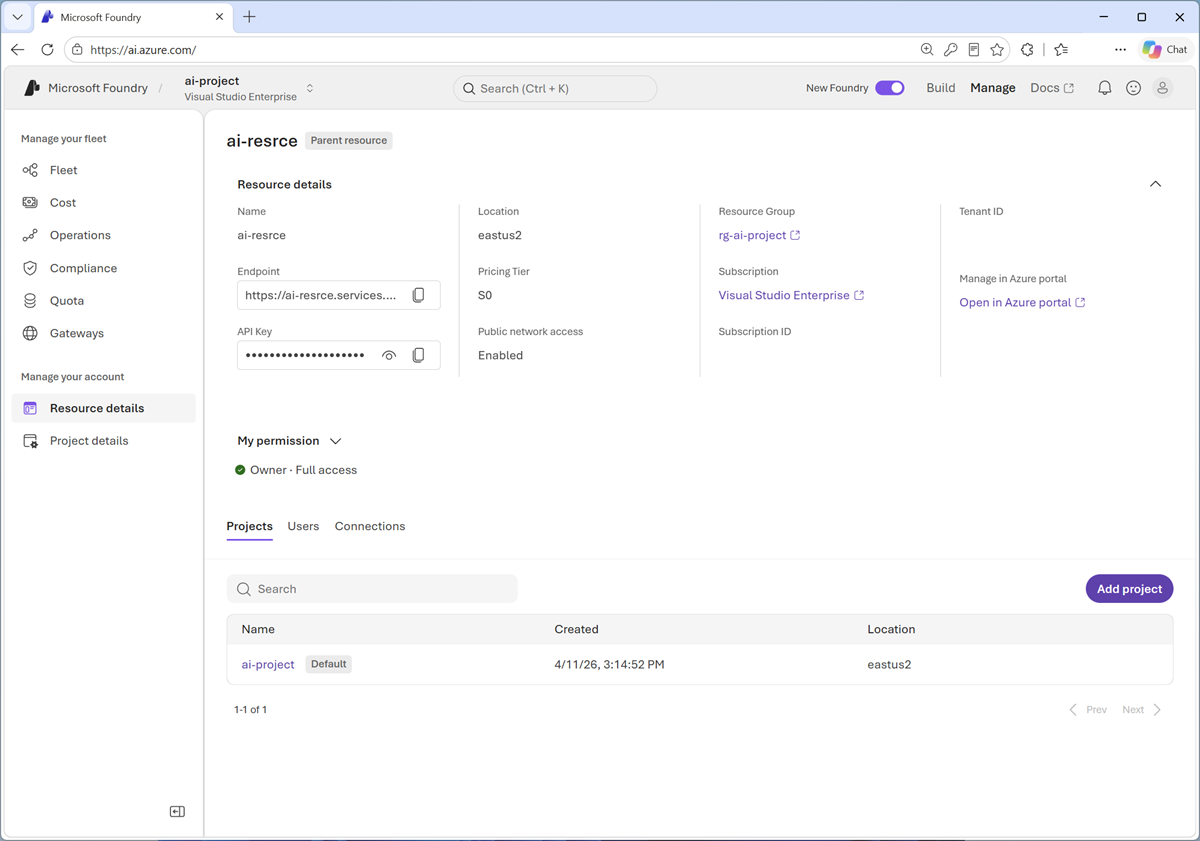 Microsoft Foundry
https://ai.azure.com/
Chat
Microsoft Foundry / ai-project
Visual Studio Enterprise
Search (Ctrl + K)
New Foundry
Build
Manage
Docs
Manage your fleet
Fleet
Cost
Operations
Compliance
Quota
Gateways
Manage your account
Resource details
Project details
ai-resrce Parent resource
Resource details
Name
ai-resrce
Endpoint
https://ai-resrce.services....
API Key
••••••••••••••••••••
Location
eastus2
Pricing Tier
S0
Public network access
Enabled
Resource Group
rg-ai-project
Subscription
Visual Studio Enterprise
Subscription ID
Tenant ID
Manage in Azure portal
Open in Azure portal
My permission
Owner · Full access
Projects Users Connections
Search
Add project
Name Created Location
ai-project Default 4/11/26, 3:14:52 PM eastus2
1-1 of 1
Prev Next